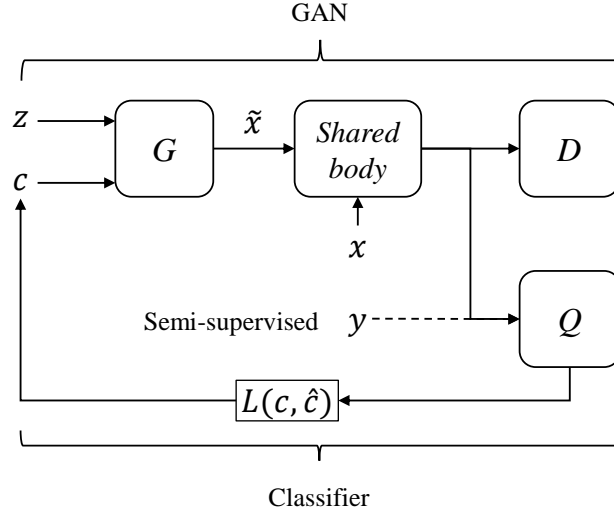 GAN
z
c
G
x̃
Shared
body
D
x
Semi-supervised
y
Q
L(c, ĉ)
Classifier